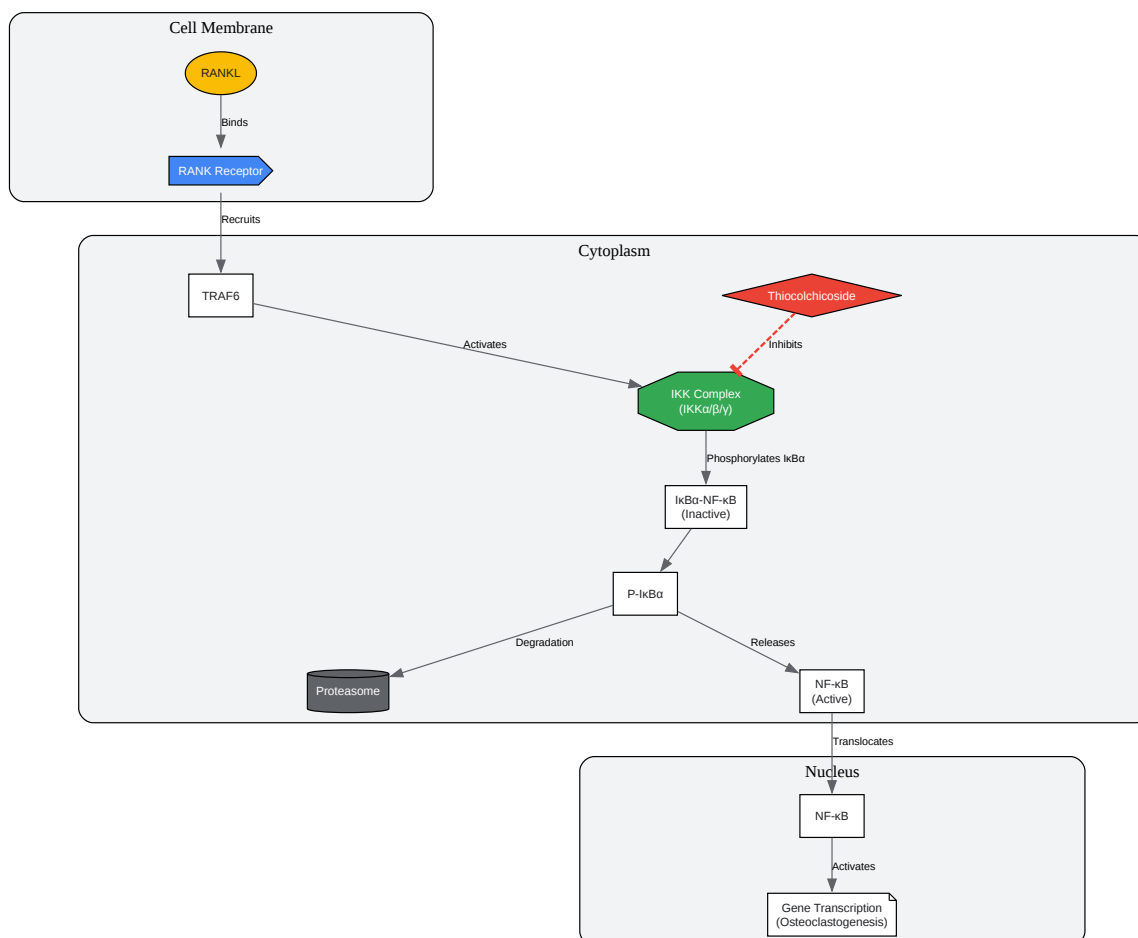 Cell Membrane
RANKL
Binds
RANK Receptor
Recruits
Cytoplasm
TRAF6
Thiocolchicoside
Activates
Inhibits
IKK Complex
(IKKα/β/γ)
Phosphorylates IκBα
IκBα-NF-κB
(Inactive)
P-IκBα
Degradation
Releases
Proteasome
NF-κB
(Active)
Translocates
Nucleus
NF-κB
Activates
Gene Transcription
(Osteoclastogenesis)